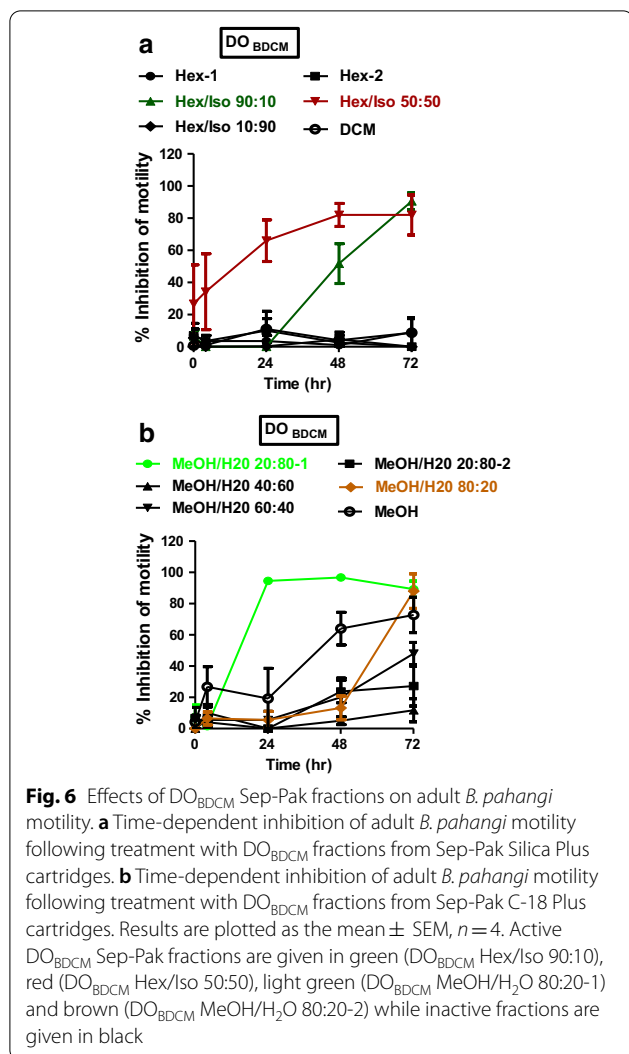 a
DO BDCM
Hex-1 Hex-2
Hex/Iso 90:10 Hex/Iso 50:50
Hex/Iso 10:90 DCM
% Inhibition of motility
120
100
80
60
40
20
0
0 24 48 72
Time (hr)
b
DO BDCM
MeOH/H20 20:80-1 MeOH/H20 20:80-2
MeOH/H20 40:60 MeOH/H20 80:20
MeOH/H20 60:40 MeOH
% Inhibition of motility
120
100
80
60
40
20
0
0 24 48 72
Time (hr)
Fig. 6 Effects of DOBDCM Sep-Pak fractions on adult B. pahangi
motility. a Time-dependent inhibition of adult B. pahangi motility
following treatment with DOBDCM fractions from Sep-Pak Silica Plus
cartridges. b Time-dependent inhibition of adult B. pahangi motility
following treatment with DOBDCM fractions from Sep-Pak C-18 Plus
cartridges. Results are plotted as the mean ± SEM, n = 4. Active
DOBDCM Sep-Pak fractions are given in green (DOBDCM Hex/Iso 90:10),
red (DOBDCM Hex/Iso 50:50), light green (DOBDCM MeOH/H2O 80:20-1)
and brown (DOBDCM MeOH/H2O 80:20-2) while inactive fractions are
given in black